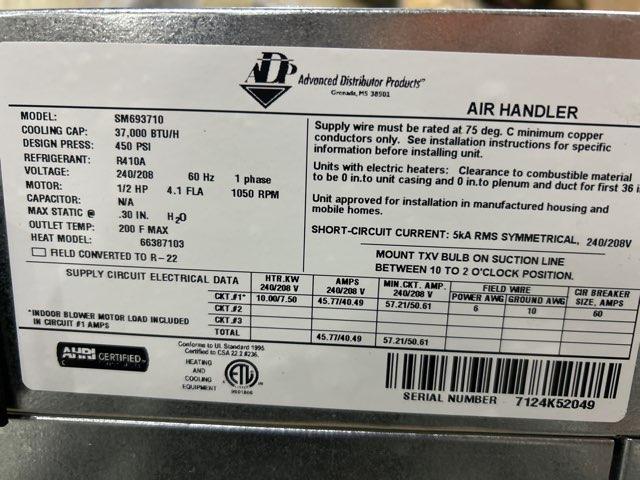 ADP Advanced Distributor Products™
Grenada, MS 38901
AIR HANDLER
MODEL: SM693710
COOLING CAP: 37,000 BTU/H
DESIGN PRESS: 450 PSI
REFRIGERANT: R410A
VOLTAGE: 240/208 60 Hz 1 phase
MOTOR: 1/2 HP 4.1 FLA 1050 RPM
CAPACITOR: N/A
MAX STATIC @ .30 IN. H2O
OUTLET TEMP: 200 F MAX
HEAT MODEL: 66387103
FIELD CONVERTED TO R-22
Supply wire must be rated at 75 deg. C minimum copper
conductors only. See installation instructions for specific
information before installing unit.
Units with electric heaters: Clearance to combustible material
to be 0 in.to unit casing and 0 in.to plenum and duct for first 36 i
Unit approved for installation in manufactured housing and
mobile homes.
SHORT-CIRCUIT CURRENT: 5kA RMS SYMMETRICAL, 240/208V
MOUNT TXV BULB ON SUCTION LINE
BETWEEN 10 TO 2 O'CLOCK POSITION.
SUPPLY CIRCUIT ELECTRICAL DATA
HTR.KW 240/208 V AMPS 240/208 V MIN.CKT. AMP. 240/208 V FIELD WIRE POWER AWG GROUND AWG CIR BREAKER SIZE, AMPS
CKT.#1* 10.00/7.50 45.77/40.49 57.21/50.61 6 10 60
CKT.#2
CKT.#3
TOTAL 45.77/40.49 57.21/50.61
*INDOOR BLOWER MOTOR LOAD INCLUDED
IN CIRCUIT #1 AMPS
AHRI CERTIFIED
Conforms to UL Standard 1995
Certified to CSA 22.2 #236.
HEATING
AND
COOLING
EQUIPMENT
ETL
SERIAL NUMBER 7124K52049